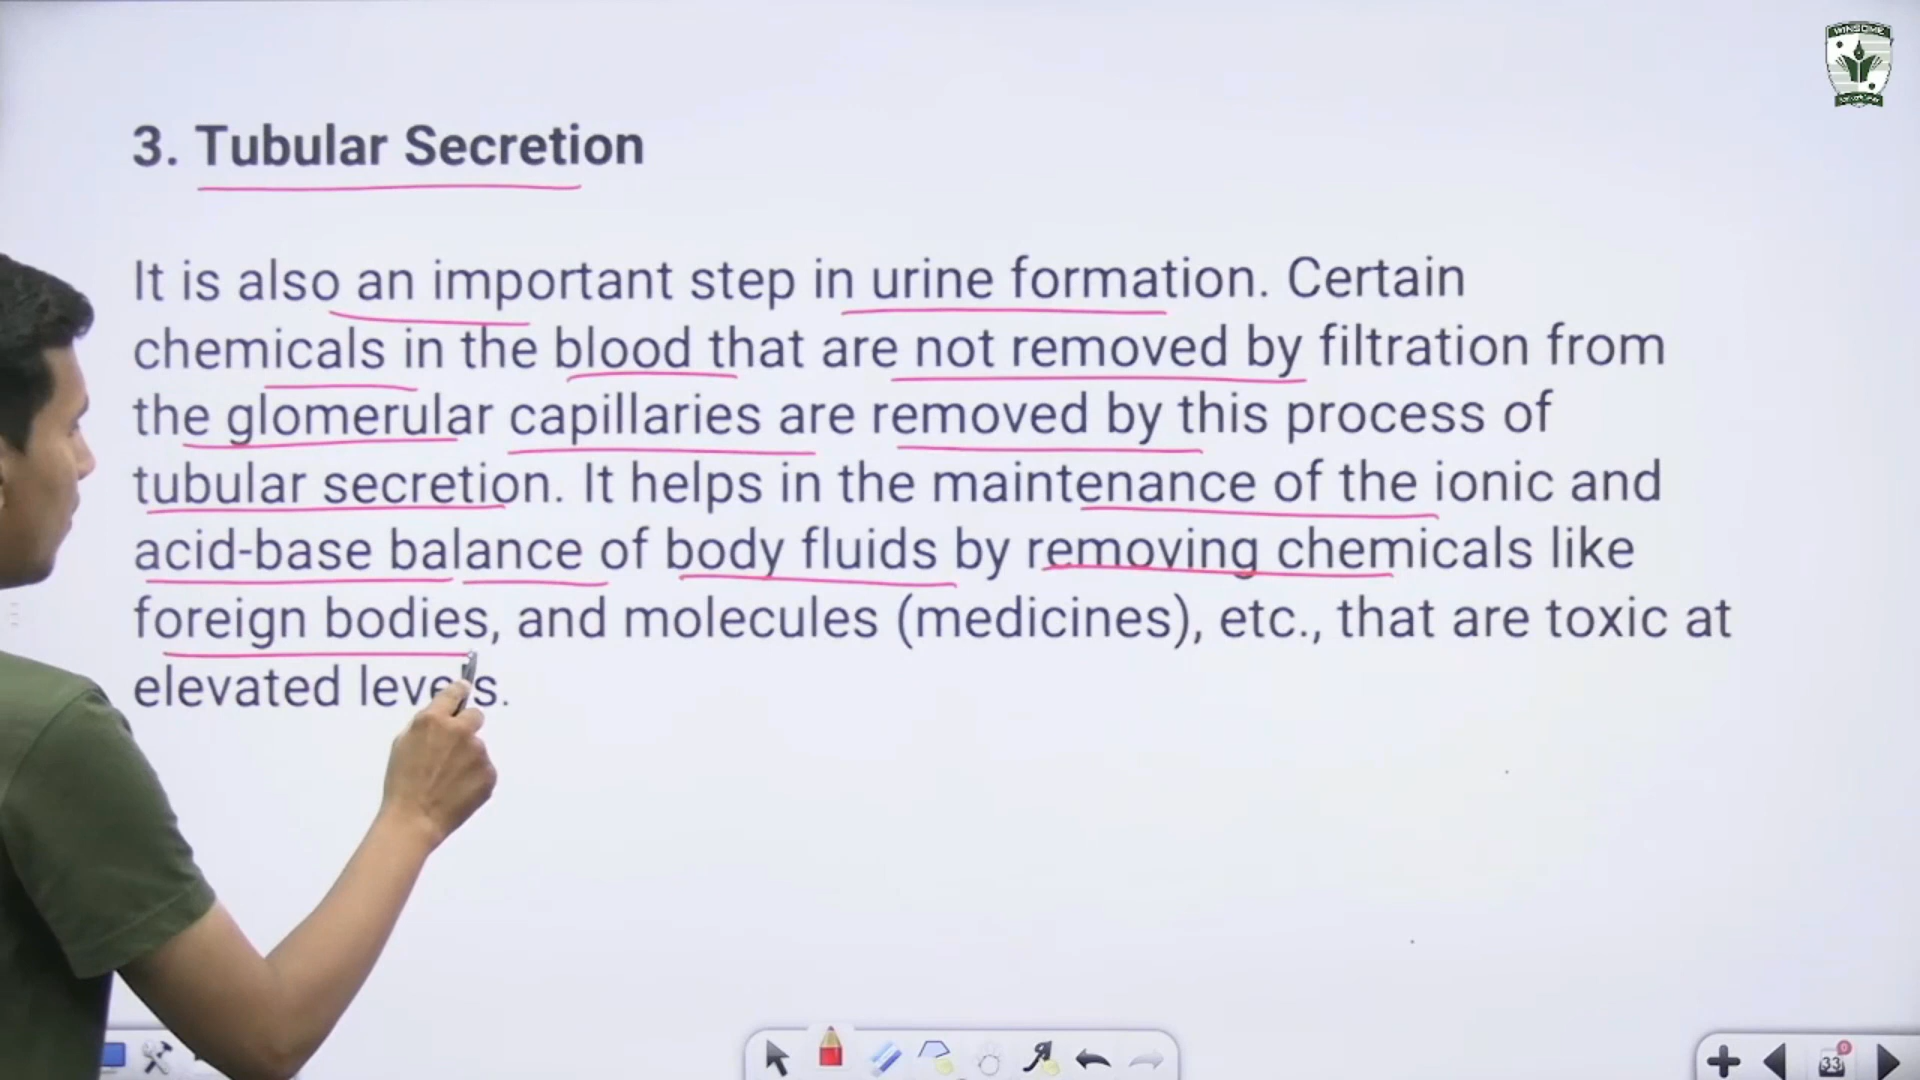 WINSOME
3. Tubular Secretion
It is also an important step in urine formation. Certain
chemicals in the blood that are not removed by filtration from
the glomerular capillaries are removed by this process of
tubular secretion. It helps in the maintenance of the ionic and
acid-base balance of body fluids by removing chemicals like
foreign bodies, and molecules (medicines), etc., that are toxic at
elevated levels.
33